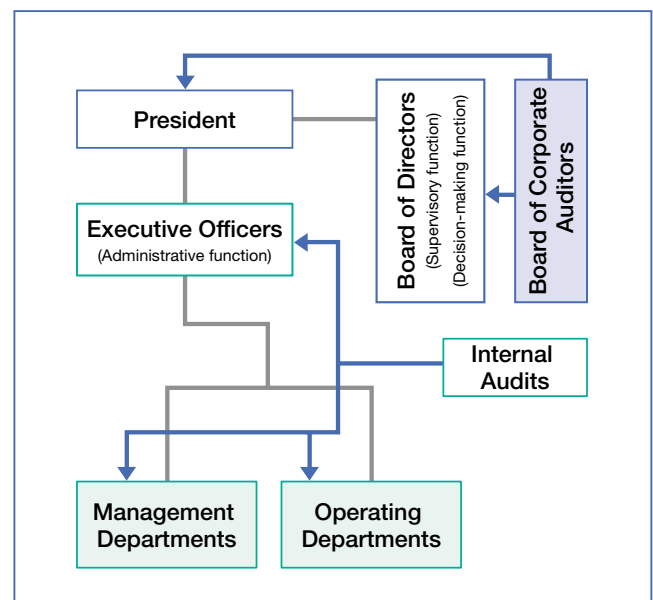 President
Board of Directors
(Supervisory function)
(Decision-making function)
Board of Corporate
Auditors
Executive Officers
(Administrative function)
Internal
Audits
Management
Departments
Operating
Departments